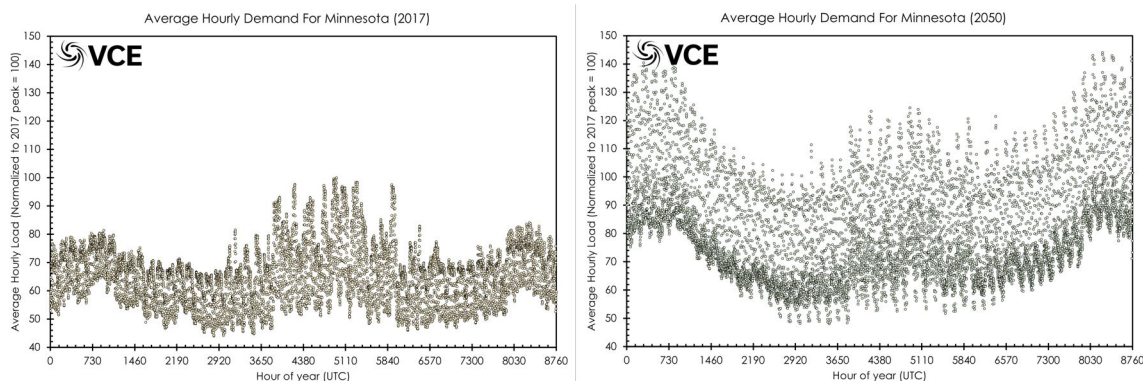 Average Hourly Demand For Minnesota (2017)
150
140
130
120
110
100
90
80
70
60
50
40
Average Hourly Load (Normalized to 2017 peak = 100)
VCE
0 730 1460 2190 2920 3650 4380 5110 5840 6570 7300 8030 8760
Hour of year (UTC)
Average Hourly Demand For Minnesota (2050)
150
140
130
120
110
100
90
80
70
60
50
40
Average Hourly Load (Normalized to 2017 peak = 100)
VCE
0 730 1460 2190 2920 3650 4380 5110 5840 6570 7300 8030 8760
Hour of year (UTC)